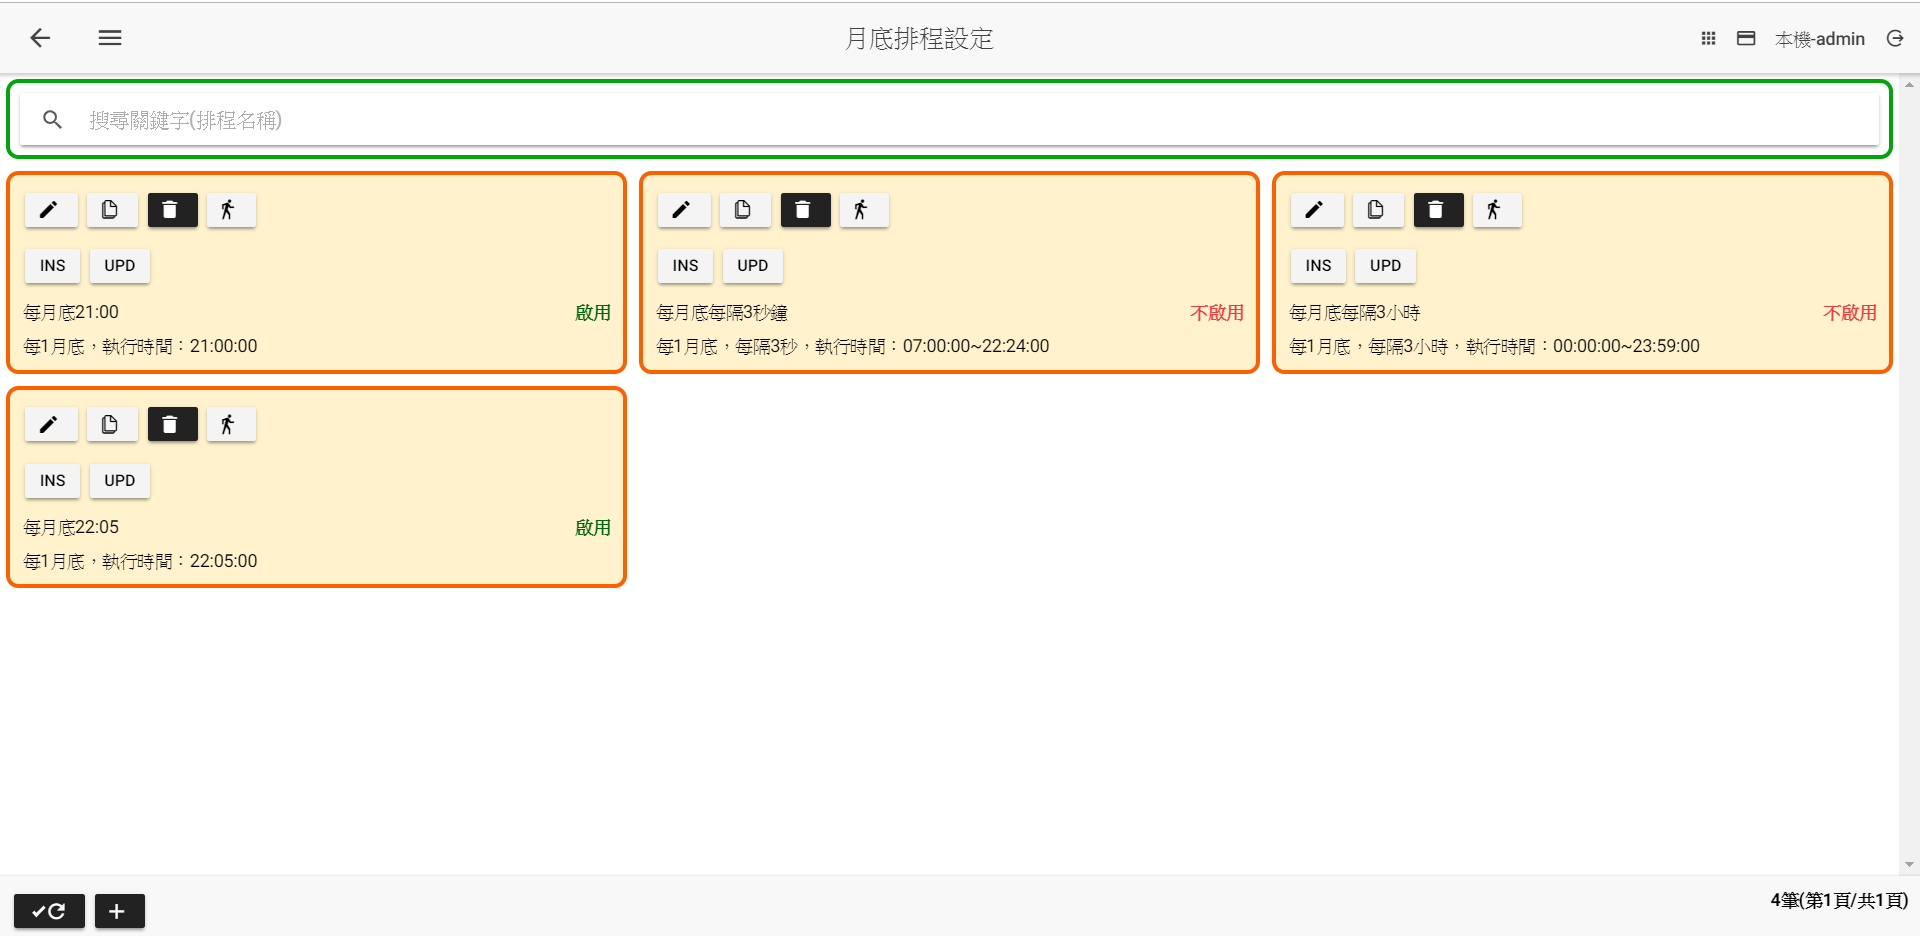 月底排程設定
本機-admin
搜尋關鍵字(排程名稱)
INS UPD
每月底21:00 啟用
每1月底，執行時間：21:00:00
INS UPD
每月底每隔3秒鐘 不啟用
每1月底，每隔3秒，執行時間：07:00:00~22:24:00
INS UPD
每月底每隔3小時 不啟用
每1月底，每隔3小時，執行時間：00:00:00~23:59:00
INS UPD
每月底22:05 啟用
每1月底，執行時間：22:05:00
4筆(第1頁/共1頁)